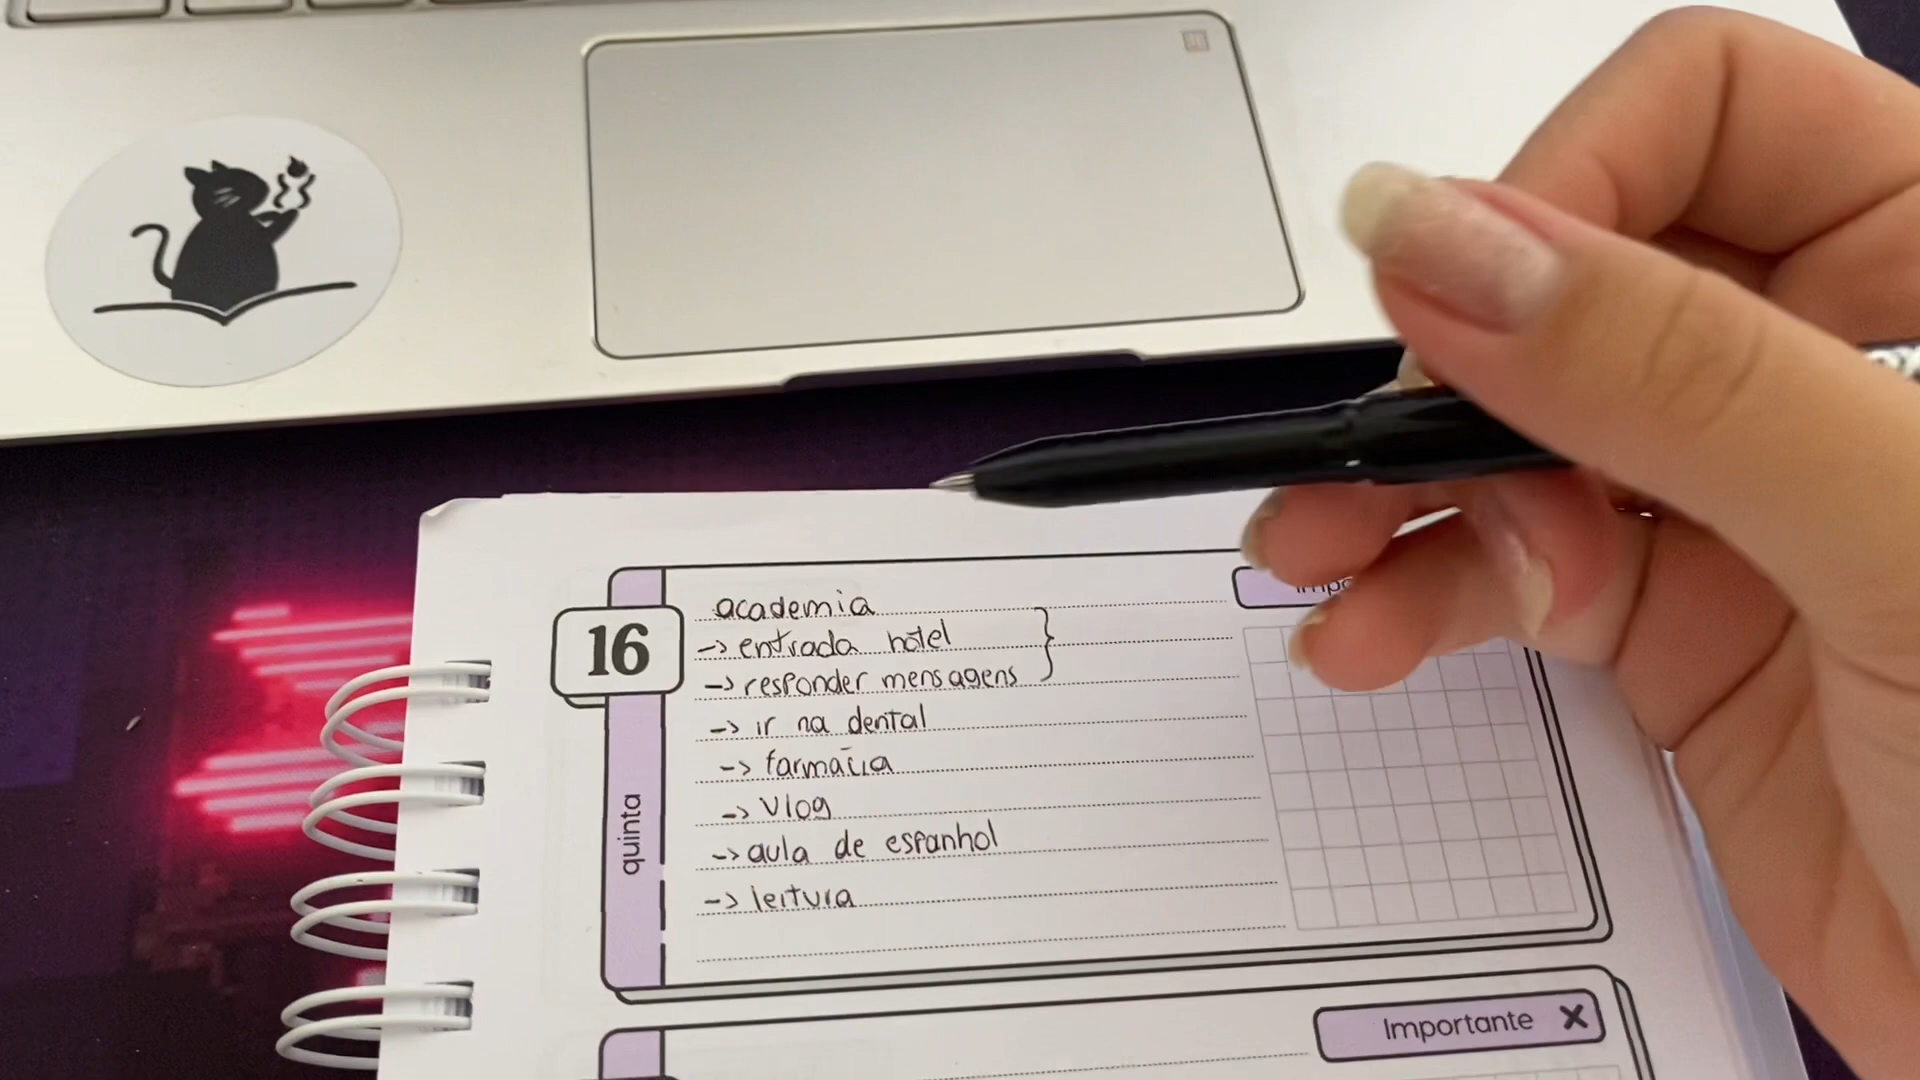 academia
16
-> entrada hotel
-> responder mensagens
-> ir na dental
-> farmácia
-> vlog
quinta
-> aula de espanhol
-> leitura
Importante X